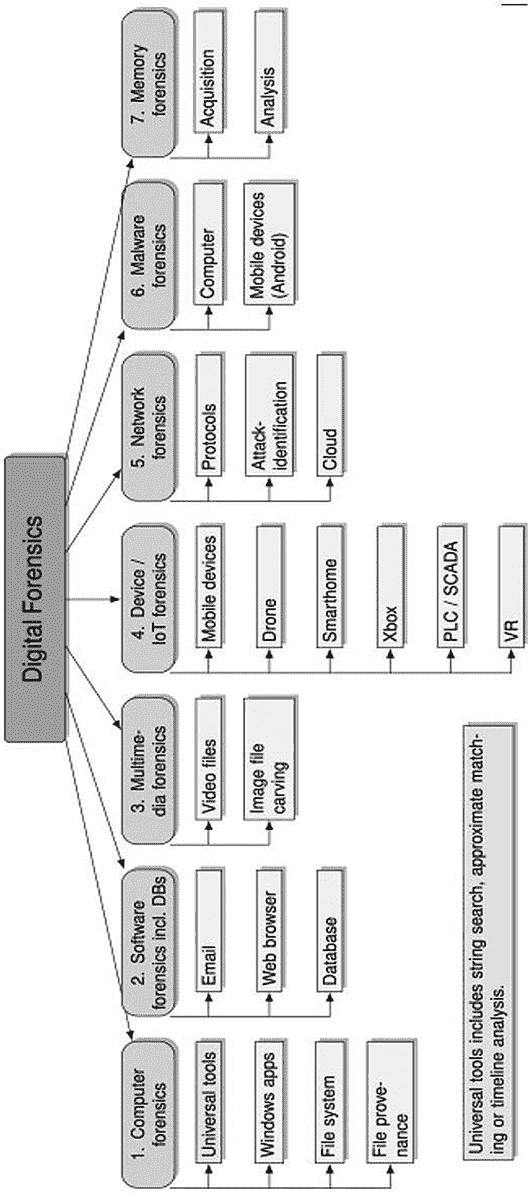 Digital Forensics
1. Computer
forensics
Universal tools
Windows apps
File system
File prove-
nance
2. Software
forensics incl. DBs
Email
Web browser
Database
3. Multime-
dia forensics
Video files
Image file
carving
4. Device /
IoT forensics
Mobile devices
Drone
Smarthome
Xbox
PLC / SCADA
VR
5. Network
forensics
Protocols
Attack-
identification
Cloud
6. Malware
forensics
Computer
Mobile devices
(Android)
7. Memory
forensics
Acquisition
Analysis
Universal tools includes string search, approximate match-
ing or timeline analysis.